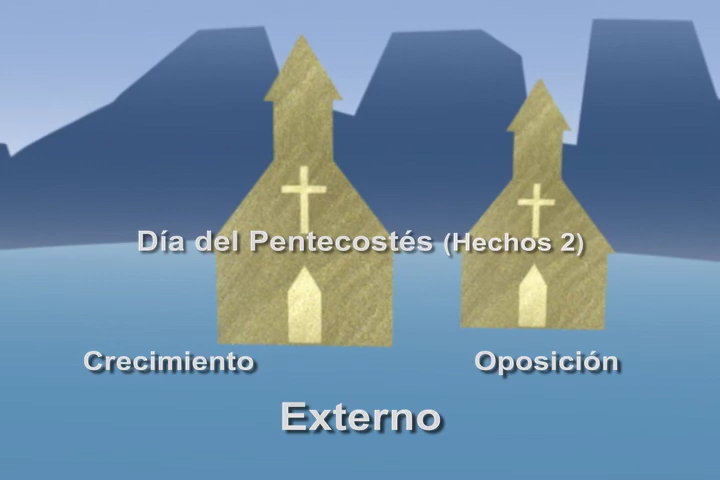 Día del Pentecostés (Hechos 2)
Crecimiento Oposición
Externo